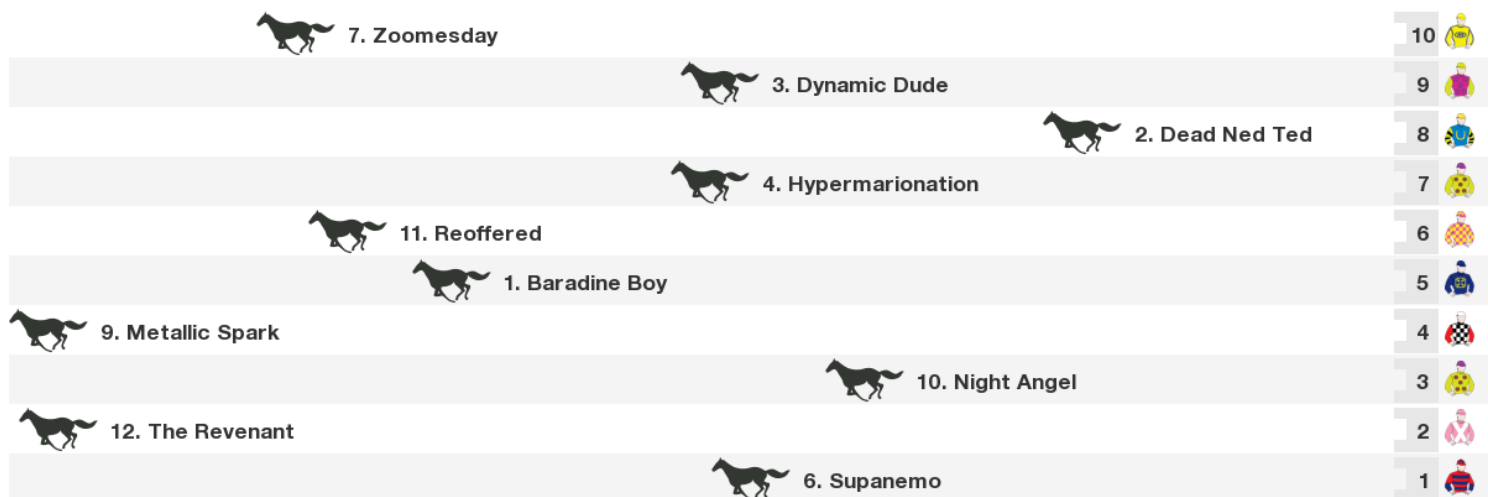 7. Zoomesday 10
3. Dynamic Dude 9
2. Dead Ned Ted 8
4. Hypermarionation 7
11. Reoffered 6
1. Baradine Boy 5
9. Metallic Spark 4
10. Night Angel 3
12. The Revenant 2
6. Supanemo 1